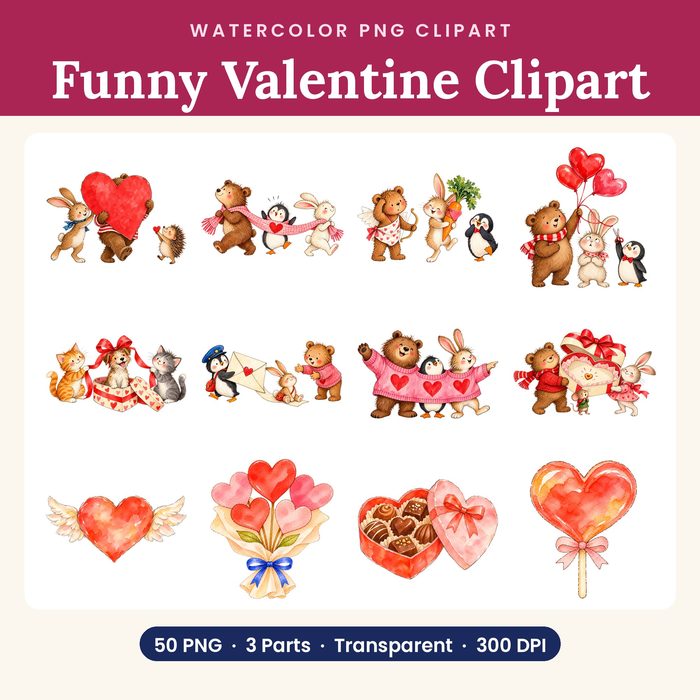 WATERCOLOR PNG CLIPART
Funny Valentine Clipart
50 PNG · 3 Parts · Transparent · 300 DPI